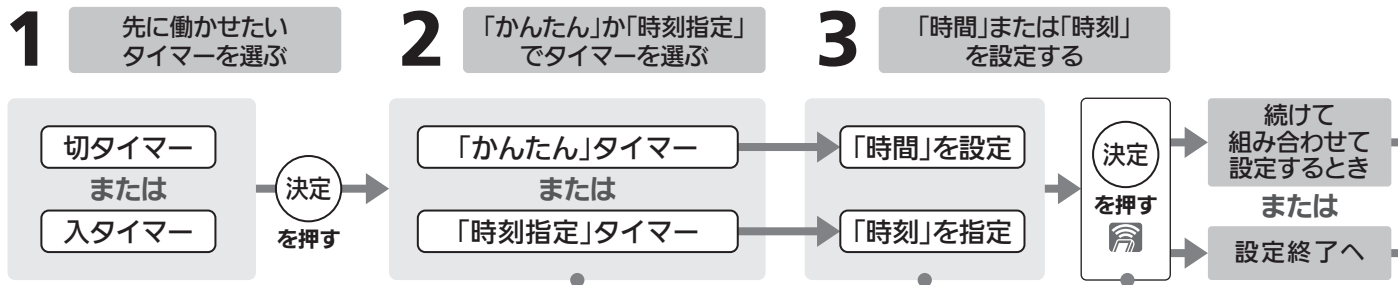 1
先に働かせたい
タイマーを選ぶ
2
「かんたん」か「時刻指定」
でタイマーを選ぶ
3
「時間」または「時刻」
を設定する
切タイマー
または
入タイマー
決定
を押す
「かんたん」タイマー
または
「時刻指定」タイマー
「時間」を設定
「時刻」を指定
決定
を押す
続けて
組み合わせて
設定するとき
または
設定終了へ